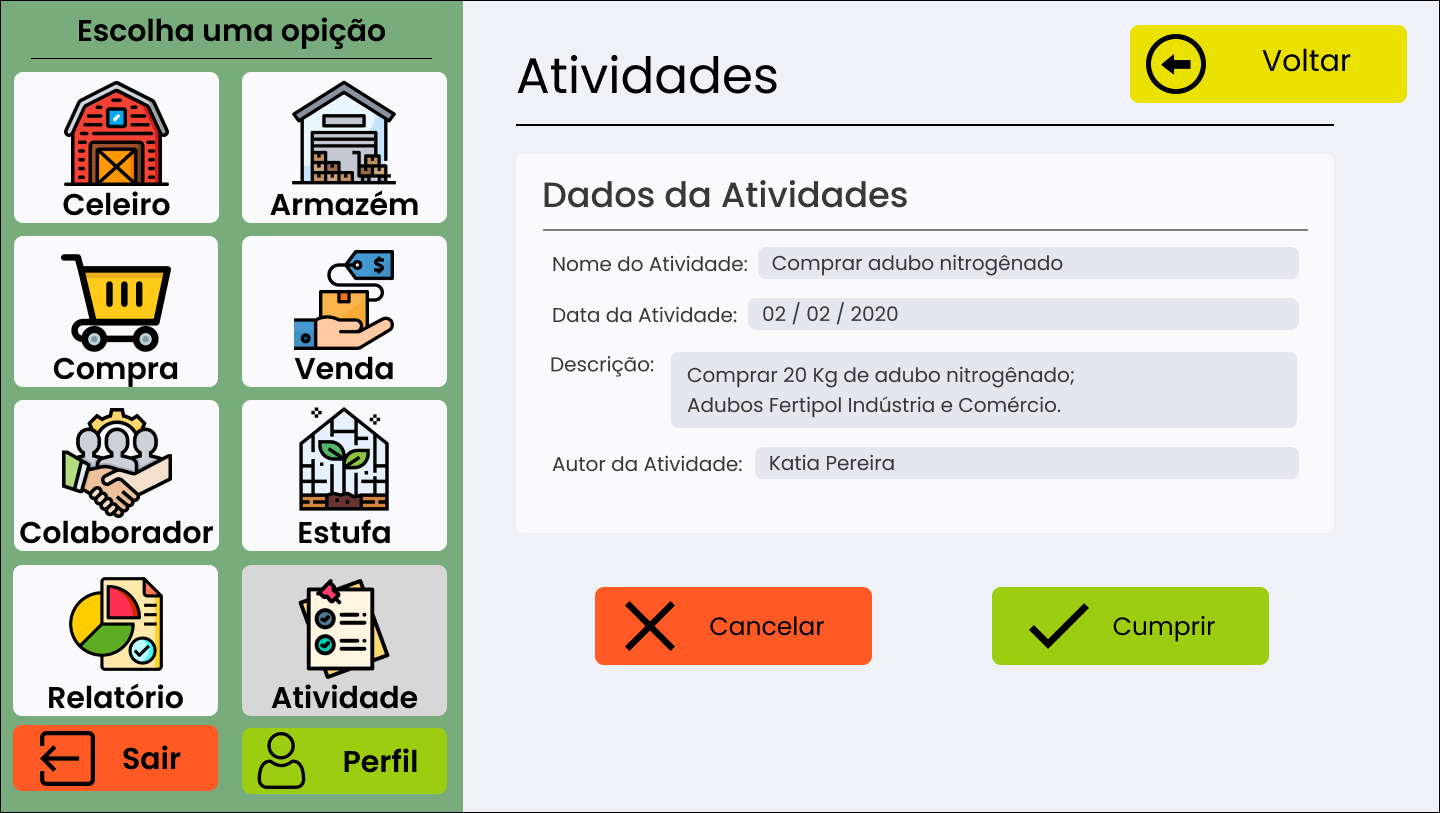 Escolha uma opição
Celeiro
Armazém
Compra
Venda
$
Colaborador
Estufa
Relatório
Atividade
Sair
Perfil
Atividades
Voltar
Dados da Atividades
Nome do Atividade: Comprar adubo nitrogênado
Data da Atividade: 02 / 02 / 2020
Descrição: Comprar 20 Kg de adubo nitrogênado;
Adubos Fertipol Indústria e Comércio.
Autor da Atividade: Katia Pereira
Cancelar
Cumprir